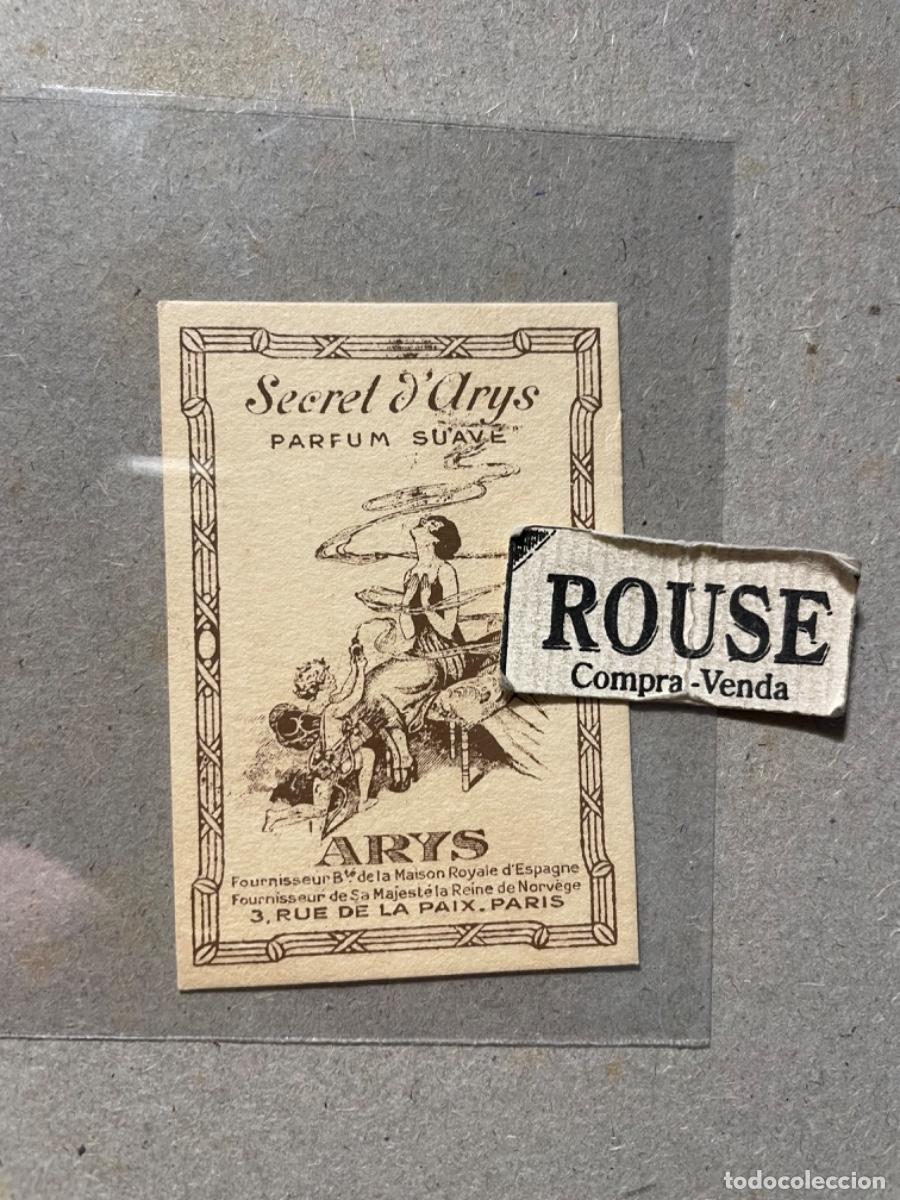 Secret d'Arys
PARFUM SUAVE
ROUSE
Compra-Venda
ARYS
Fournisseur Bté de la Maison Royale d'Espagne
Fournisseur de Sa Majesté la Reine de Norvège
3, RUE DE LA PAIX. PARIS
todocoleccion